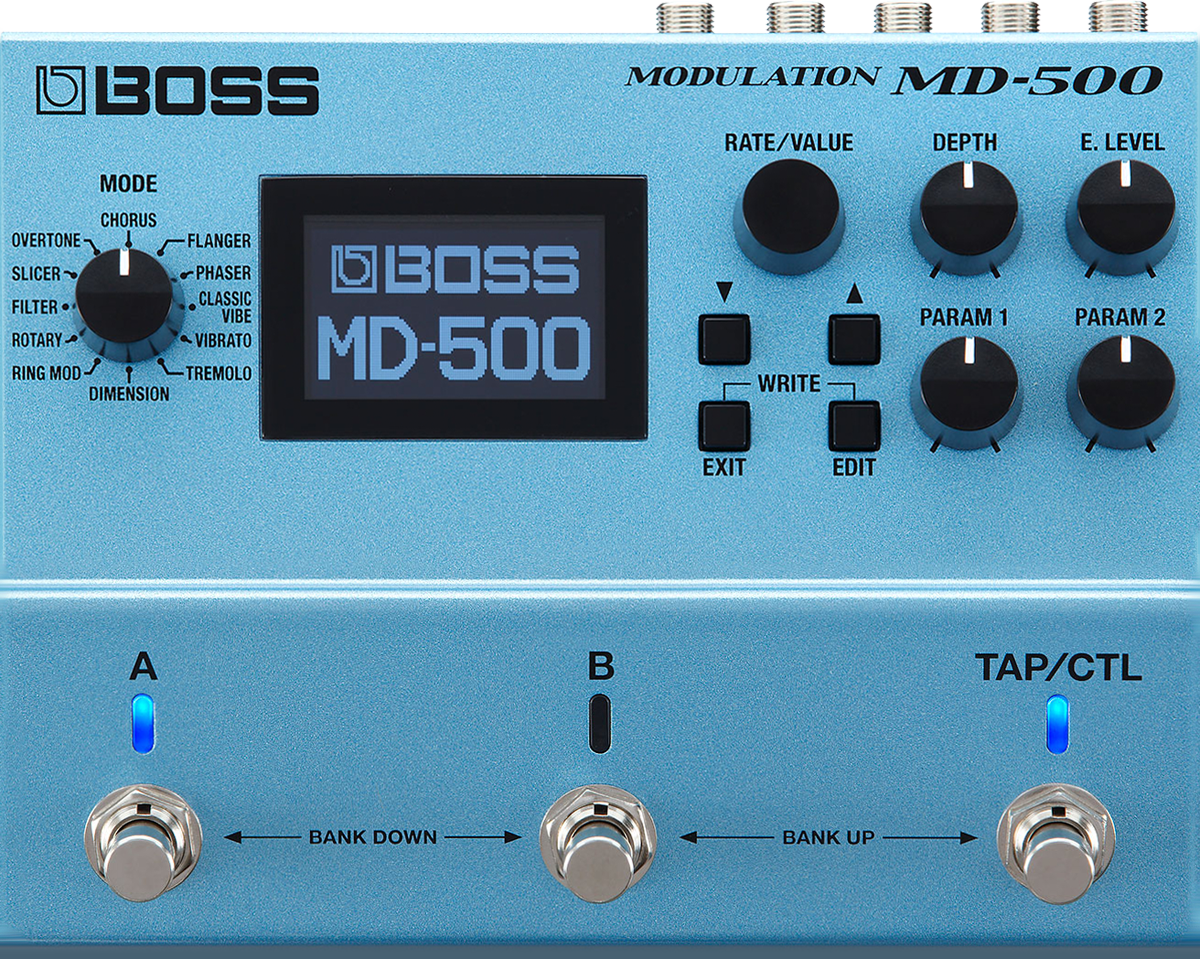 BOSS
MODULATION MD-500
RATE/VALUE
DEPTH
E. LEVEL
MODE
CHORUS
OVERTONE
FLANGER
SLICER
PHASER
FILTER
CLASSIC
VIBE
ROTARY
VIBRATO
RING MOD
TREMOLO
DIMENSION
BOSS
MD-500
▼
▲
PARAM 1
PARAM 2
WRITE
EXIT
EDIT
A
B
TAP/CTL
BANK DOWN
BANK UP